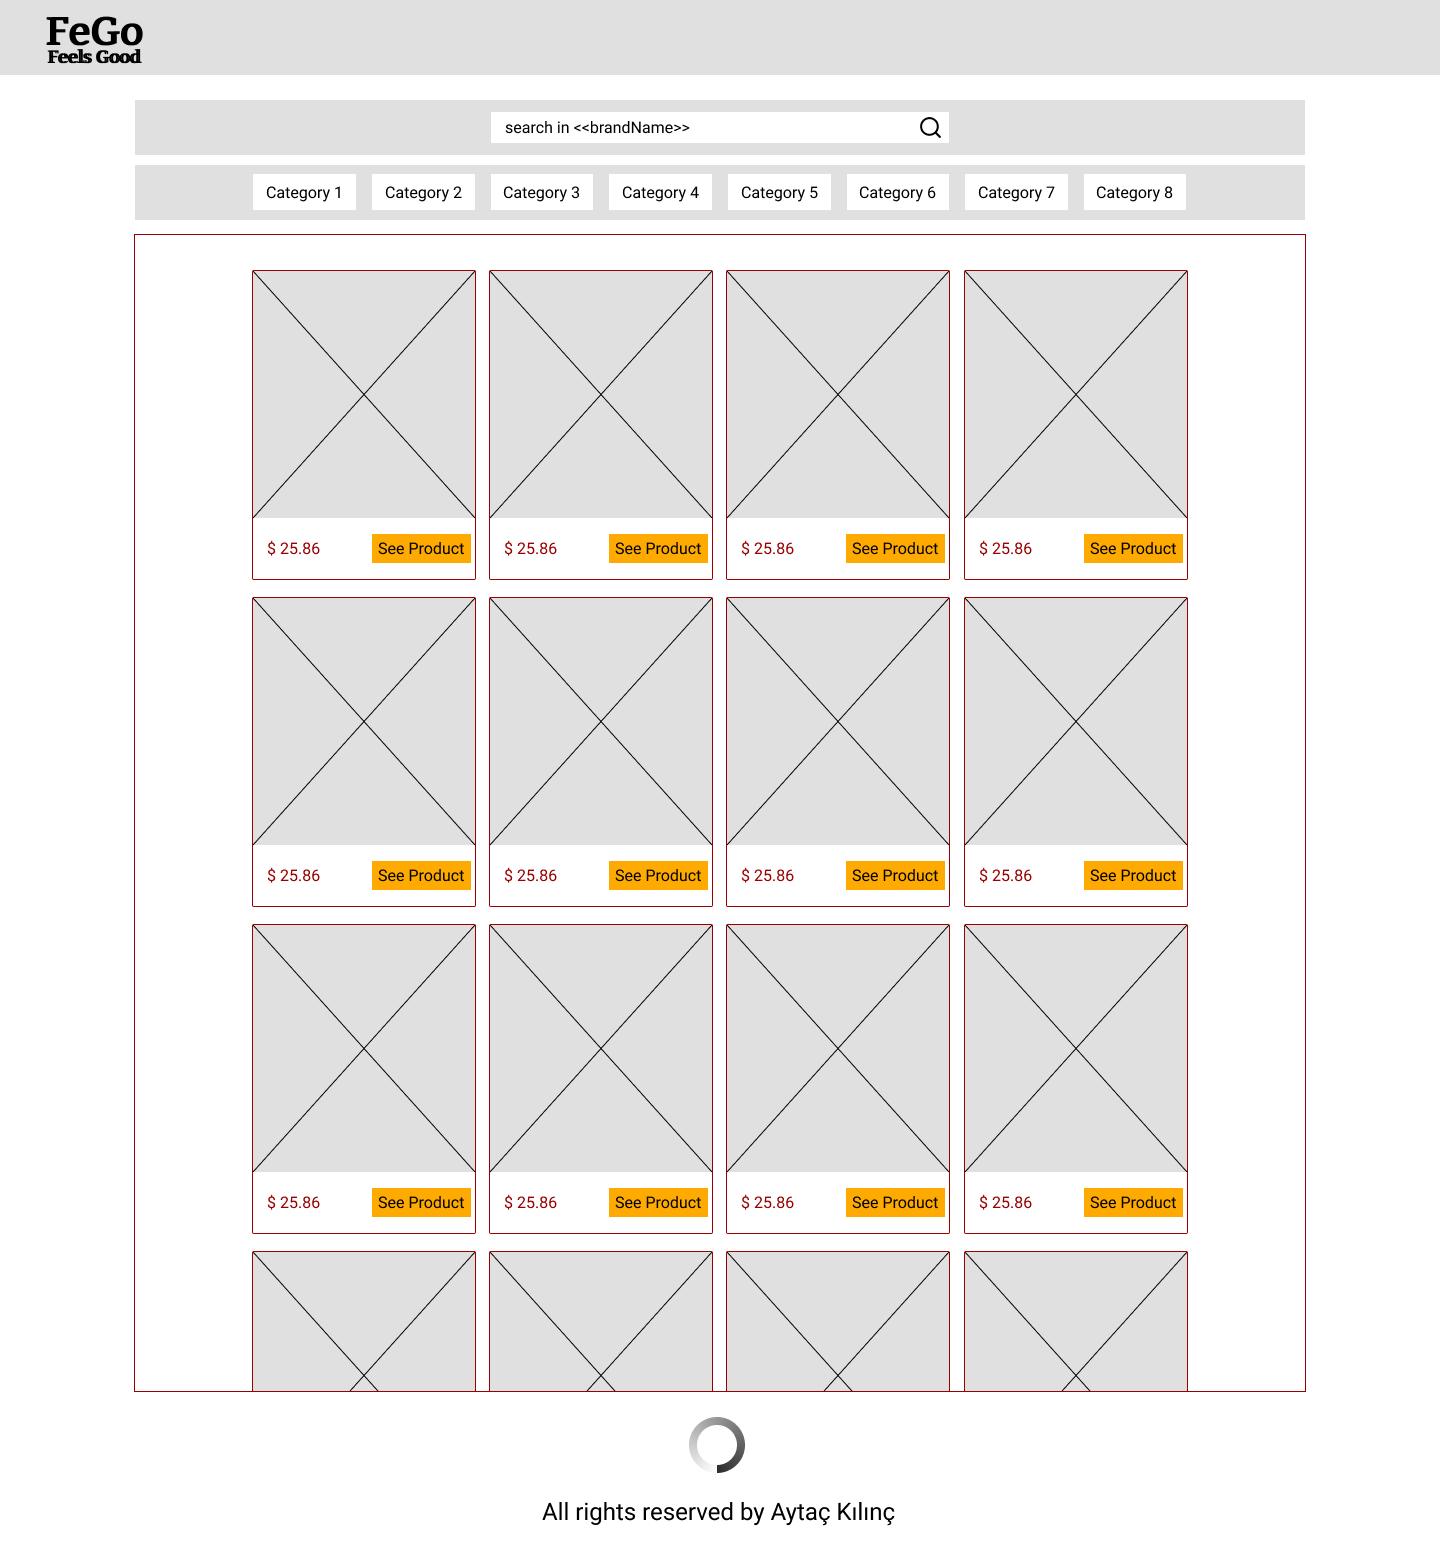 FeGo
Feels Good
search in <<brandName>>
Category 1 Category 2 Category 3 Category 4 Category 5 Category 6 Category 7 Category 8
$ 25.86 See Product $ 25.86 See Product $ 25.86 See Product $ 25.86 See Product
$ 25.86 See Product $ 25.86 See Product $ 25.86 See Product $ 25.86 See Product
$ 25.86 See Product $ 25.86 See Product $ 25.86 See Product $ 25.86 See Product
All rights reserved by Aytaç Kılınç